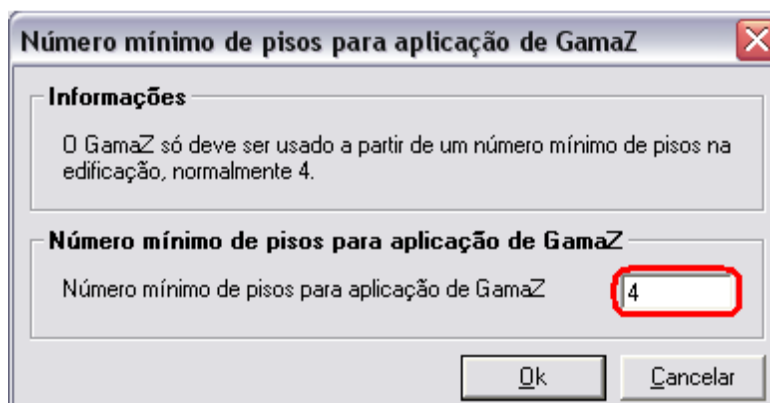 Número mínimo de pisos para aplicação de GamaZ
Informações
O GamaZ só deve ser usado a partir de um número mínimo de pisos na
edificação, normalmente 4.
Número mínimo de pisos para aplicação de GamaZ
Número mínimo de pisos para aplicação de GamaZ 4
Ok Cancelar